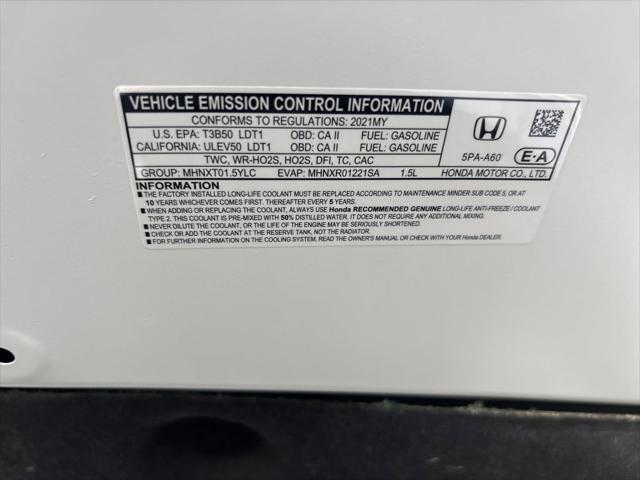 VEHICLE EMISSION CONTROL INFORMATION
CONFORMS TO REGULATIONS: 2021MY
U.S. EPA: T3B50 LDT1 OBD: CA II FUEL: GASOLINE
CALIFORNIA: ULEV50 LDT1 OBD: CA II FUEL: GASOLINE
TWC, WR-HO2S, HO2S, DFI, TC, CAC
5PA-A60 E•A
GROUP: MHNXT01.5YLC EVAP: MHNXR01221SA 1.5L HONDA MOTOR CO., LTD.
INFORMATION
■ THE FACTORY INSTALLED LONG-LIFE COOLANT MUST BE REPLACED ACCORDING TO MAINTENANCE MINDER SUB CODE 5, OR AT
10 YEARS WHICHEVER COMES FIRST. THEREAFTER EVERY 5 YEARS.
■ WHEN ADDING OR REPLACING THE COOLANT, ALWAYS USE Honda RECOMMENDED GENUINE LONG-LIFE ANTI-FREEZE / COOLANT
TYPE 2. THIS COOLANT IS PRE-MIXED WITH 50% DISTILLED WATER. IT DOES NOT REQUIRE ANY ADDITIONAL MIXING.
■ NEVER DILUTE THE COOLANT, OR THE LIFE OF THE ENGINE MAY BE SERIOUSLY SHORTENED.
■ CHECK OR ADD THE COOLANT AT THE RESERVE TANK, NOT THE RADIATOR.
■ FOR FURTHER INFORMATION ON THE COOLING SYSTEM, READ THE OWNER'S MANUAL OR CHECK WITH YOUR Honda DEALER.